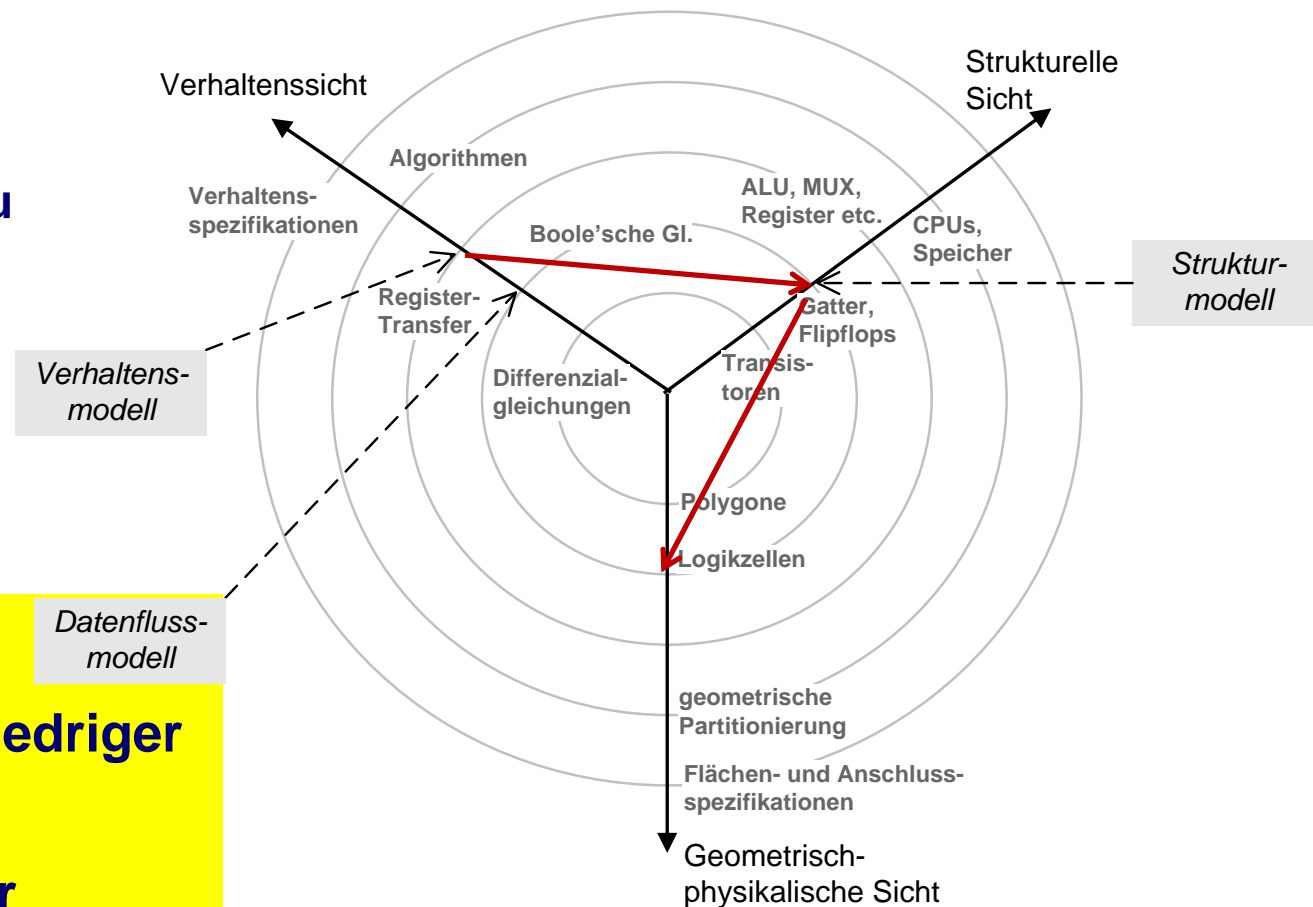 Strukturelle
Sicht
Verhaltenssicht
Algorithmen
Verhaltens-
spezifikationen
ALU, MUX,
Register etc.
u
Boole'sche Gl.
CPUs,
Speicher
Struktur-
modell
Register-
Transfer
Gatter,
Flipflops
Verhaltens-
modell
Differenzial-
gleichungen
Transis-
toren
Polygone
Logikzellen
Datenfluss-
modell
edriger
geometrische
Partitionierung
Flächen- und Anschluss-
spezifikationen
r
Geometrisch-
physikalische Sicht